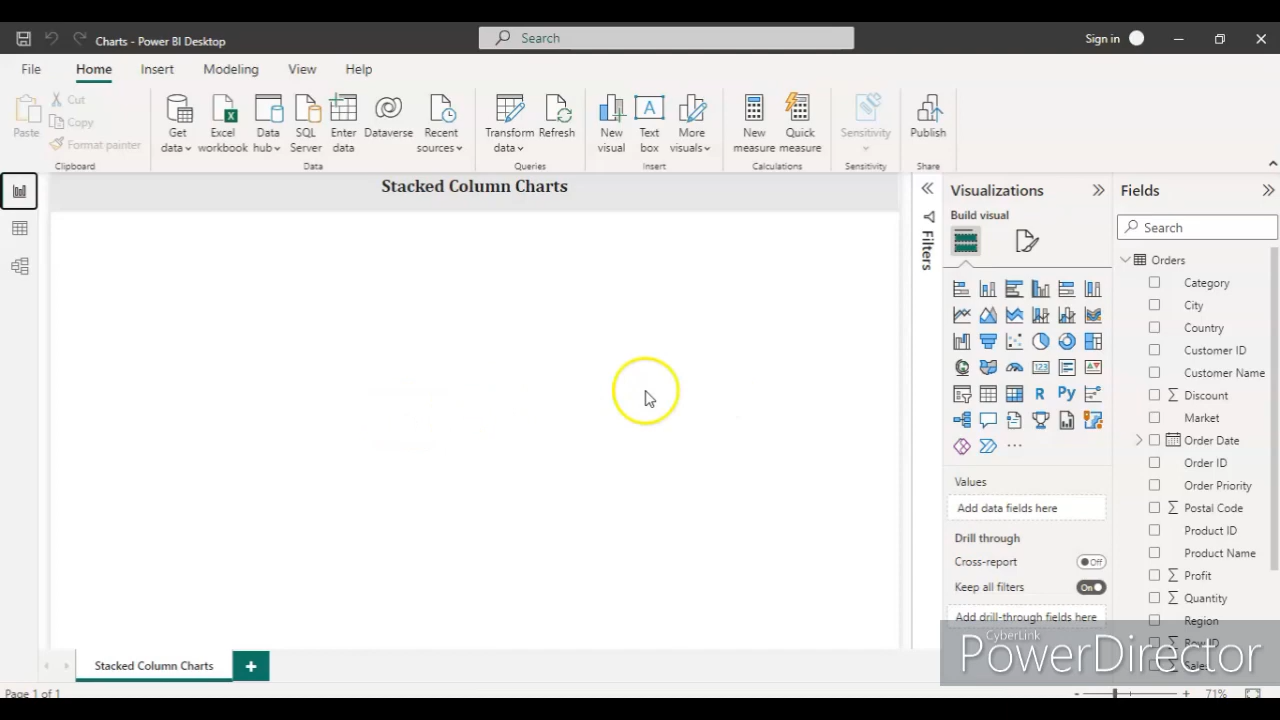 Charts - Power BI Desktop
Search
Sign in
File
Home
Insert
Modeling
View
Help
Paste
Cut
Copy
Format painter
Clipboard
Get data
Excel workbook
Data hub
SQL Server
Enter data
Dataverse
Recent sources
Data
Transform data
Refresh
Queries
New visual
Text box
More visuals
Insert
New measure
Quick measure
Calculations
Sensitivity
Sensitivity
Publish
Share
Stacked Column Charts
Filters
Visualizations
Build visual
123
R
Py
Values
Add data fields here
Drill through
Cross-report
Off
Keep all filters
On
Add drill-through fields here
Fields
Search
Orders
Category
City
Country
Customer ID
Customer Name
Discount
Market
Order Date
Order ID
Order Priority
Postal Code
Product ID
Product Name
Profit
Quantity
Region
Row ID
Sales
CyberLink
PowerDirector
Stacked Column Charts
Page 1 of 1
71%